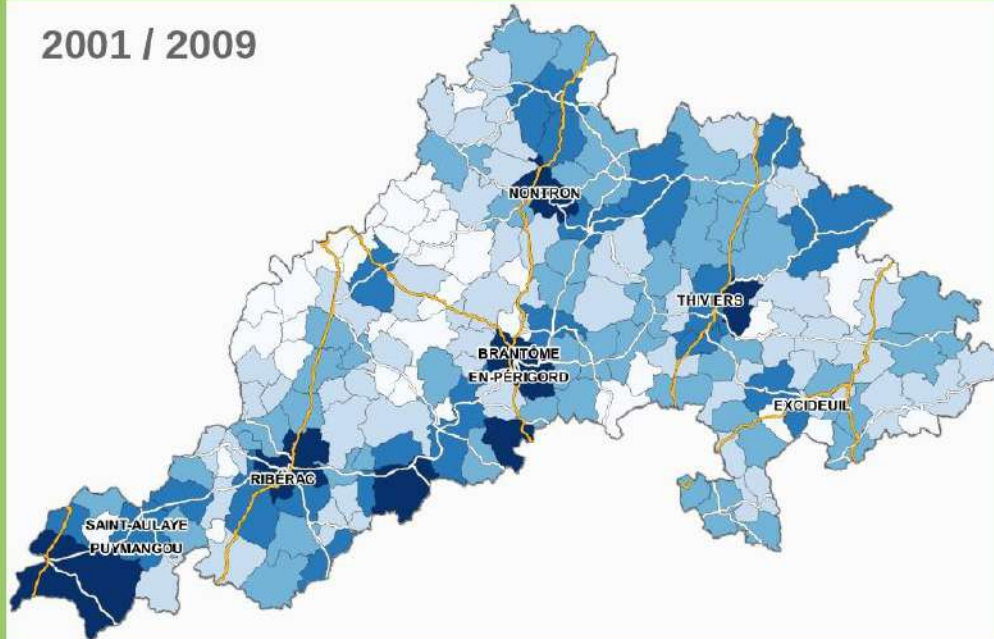 2001 / 2009
NONTRON
THIVIERS
BRANTÔME
EN-PÉRIGORD
EXCIDEUIL
RIBÉRAC
SAINT-AULAYE
PUYMANGOU